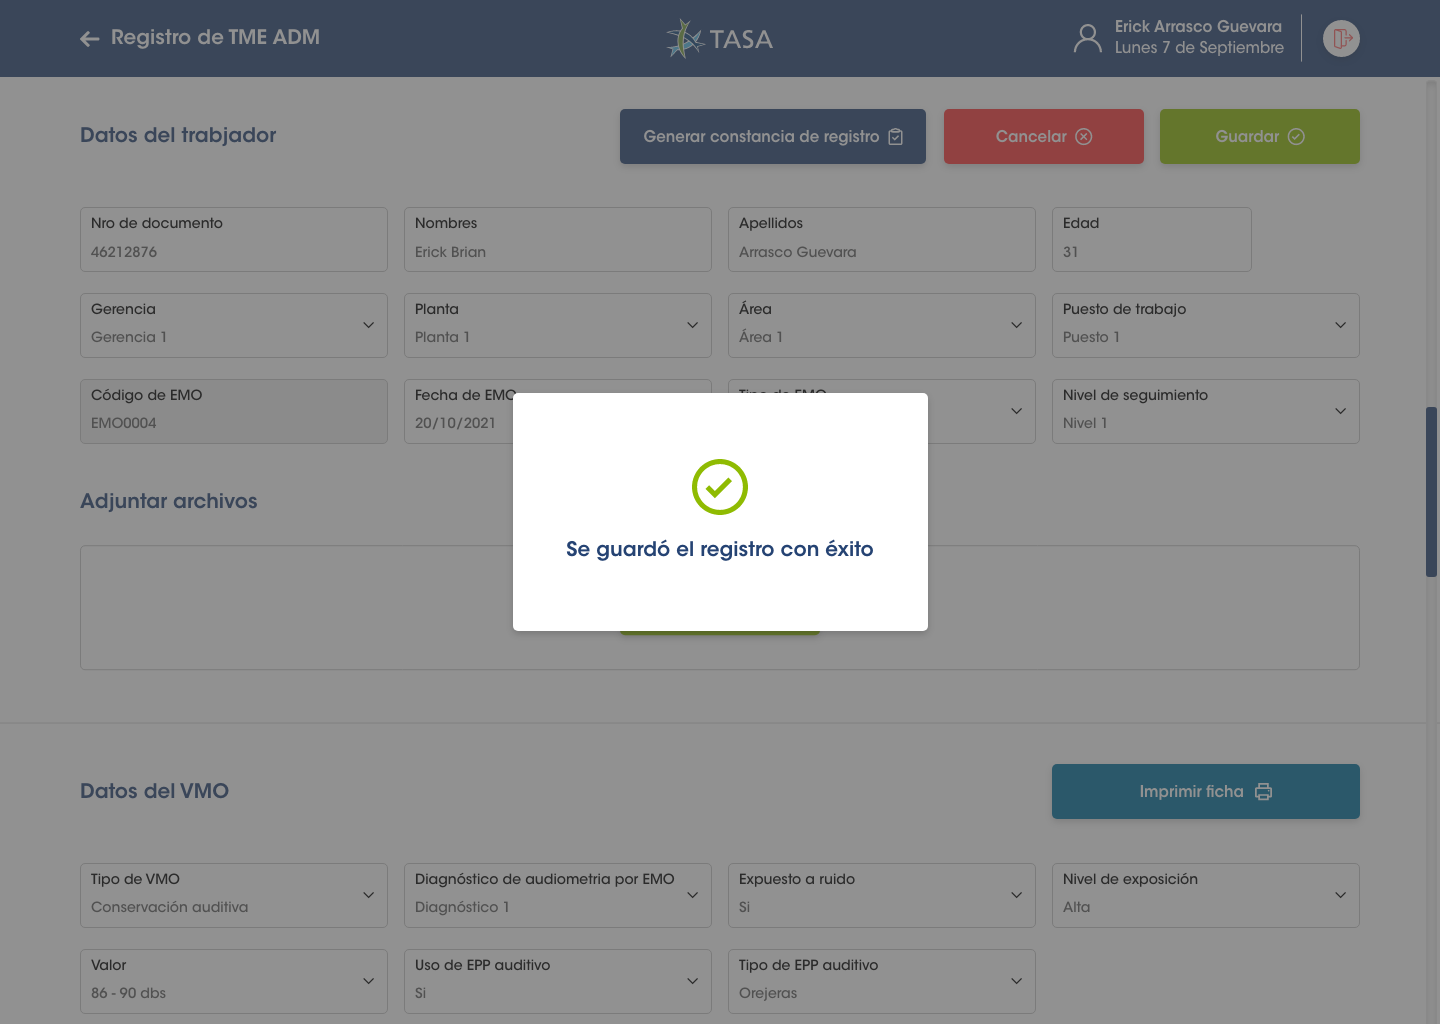 Registro de TME ADM
TASA
Erick Arrasco Guevara
Lunes 7 de Septiembre
Datos del trabjador
Generar constancia de registro
Cancelar
Guardar
Nro de documento
46212876
Nombres
Erick Brian
Apellidos
Arrasco Guevara
Edad
31
Gerencia
Gerencia 1
Planta
Planta 1
Área
Área 1
Puesto de trabajo
Puesto 1
Código de EMO
EMO0004
Fecha de EMO
20/10/2021
Tipo de EMO
Nivel de seguimiento
Nivel 1
Adjuntar archivos
Se guardó el registro con éxito
Datos del VMO
Imprimir ficha
Tipo de VMO
Conservación auditiva
Diagnóstico de audiometria por EMO
Diagnóstico 1
Expuesto a ruido
Si
Nivel de exposición
Alta
Valor
86 - 90 dbs
Uso de EPP auditivo
Si
Tipo de EPP auditivo
Orejeras